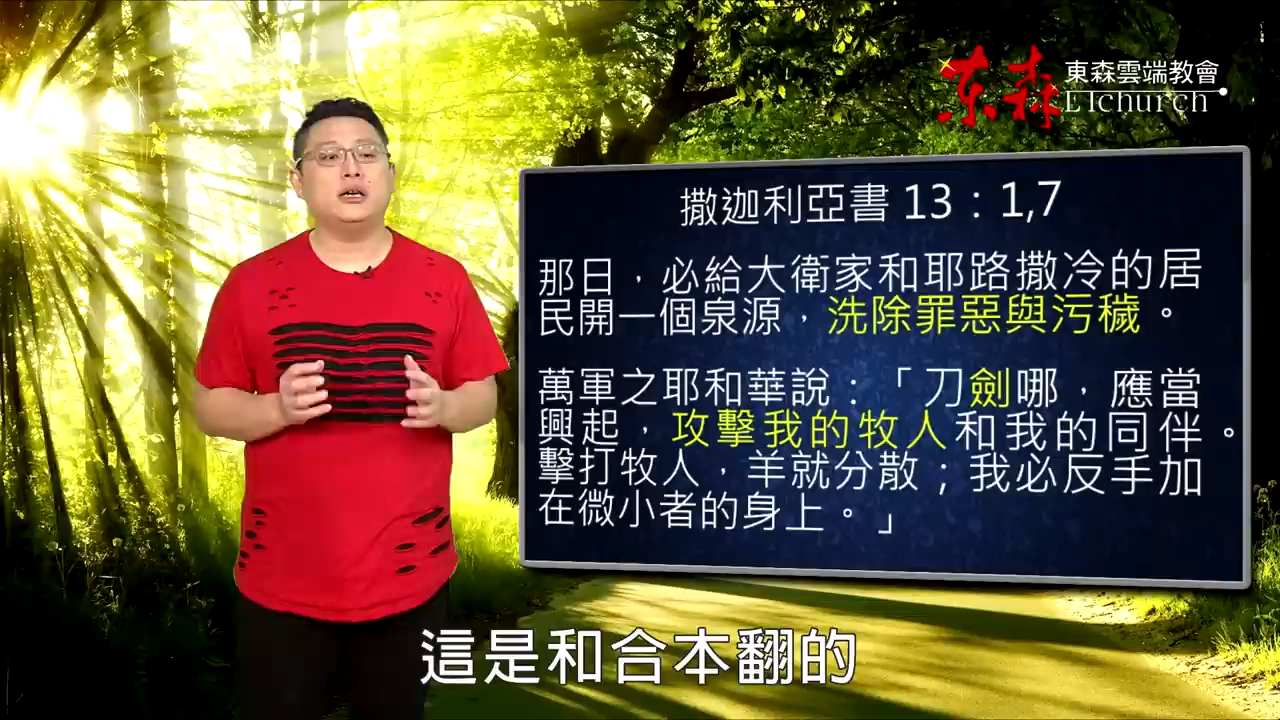 东森
東森雲端教會
ETchurch
撒迦利亞書 13：1,7
那日，必給大衛家和耶路撒冷的居
民開一個泉源，洗除罪惡與污穢。
萬軍之耶和華說：「刀劍哪，應當
興起，攻擊我的牧人和我的同伴。
擊打牧人，羊就分散；我必反手加
在微小者的身上。」
這是和合本翻的